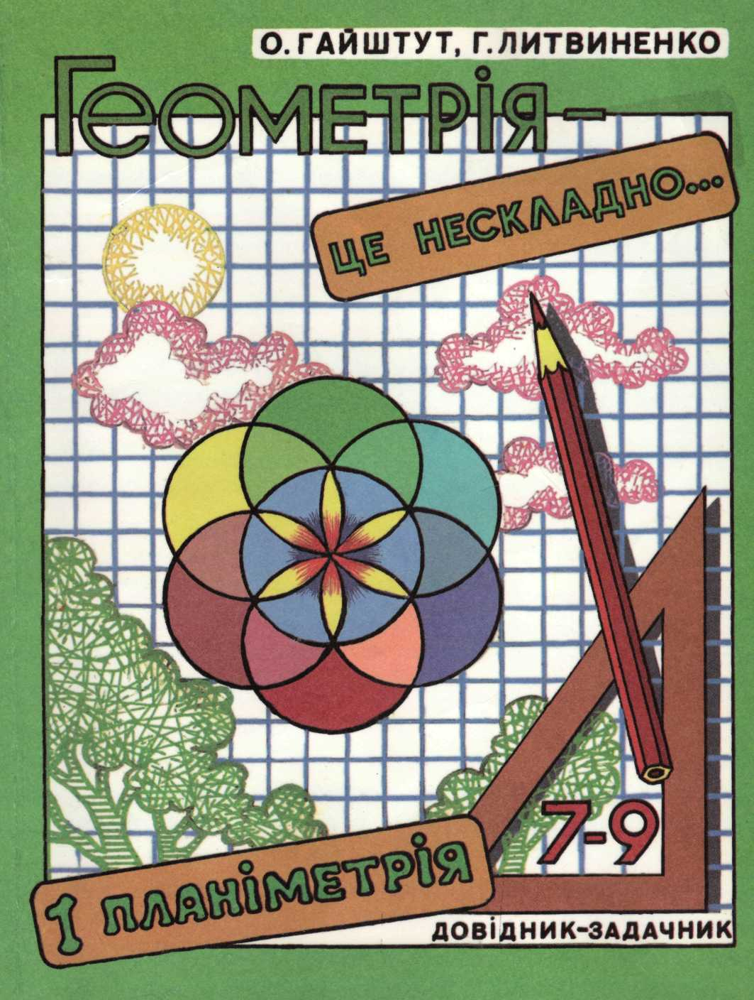 О. ГАЙШТУТ, Г. ЛИТВИНЕНКО
ГЕОМЕТРІЯ –
ЦЕ НЕСКЛАДНО...
7-9
1 ПЛАНІМЕТРІЯ
ДОВІДНИК-ЗАДАЧНИК